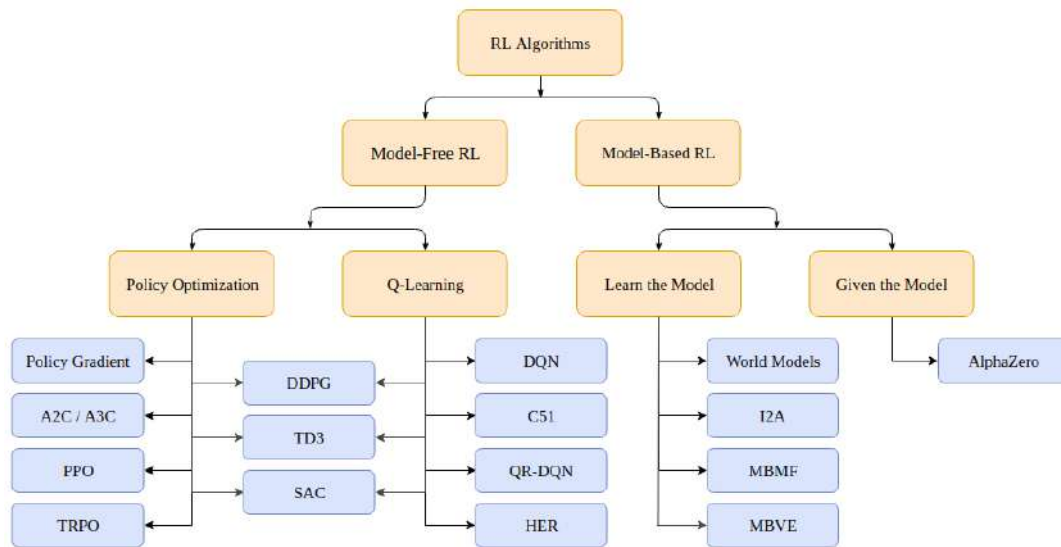 RL Algorithms
Model-Free RL
Model-Based RL
Policy Optimization
Q-Learning
Learn the Model
Given the Model
Policy Gradient
A2C / A3C
PPO
TRPO
DDPG
TD3
SAC
DQN
C51
QR-DQN
HER
World Models
I2A
MBMF
MBVE
AlphaZero